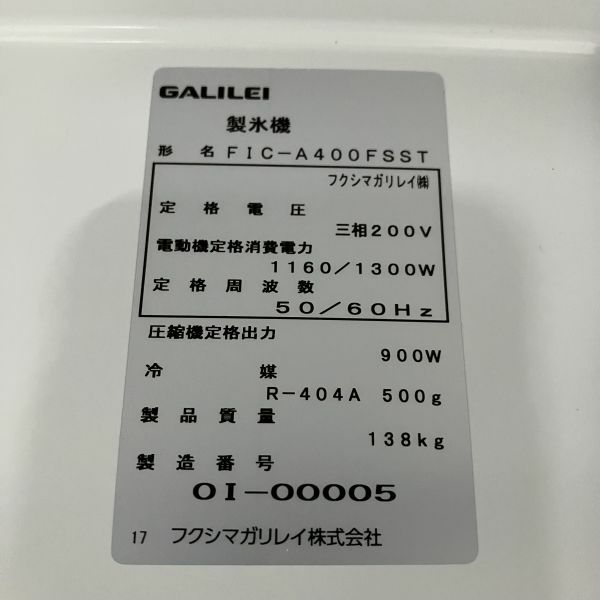 GALILEI
製氷機
形名 FIC-A400FSST
フクシマガリレイ㈱
定格電圧
三相200V
電動機定格消費電力
1160/1300W
定格周波数
50/60Hz
圧縮機定格出力
900W
冷媒
R-404A 500g
製品質量
138kg
製造番号
OI-00005
17 フクシマガリレイ株式会社